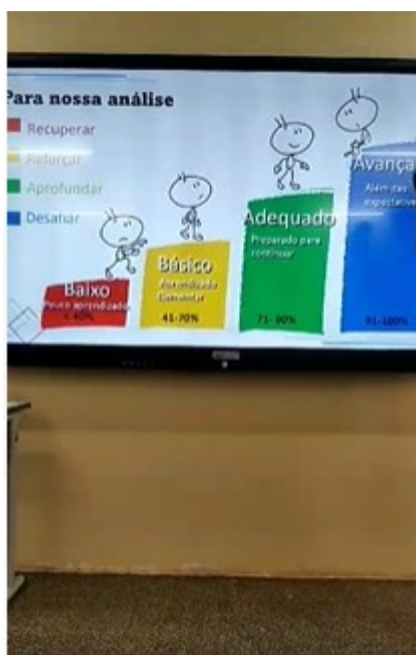 Para nossa análise
Recuperar
Reforçar
Aprofundar
Desafiar
Baixo
Pouco aprendizado
< 40%
Básico
Aprendizado
Elementar
41-70%
Adequado
Preparado para
continuar
71- 90%
Avança
Além das
expectativa
91-100%